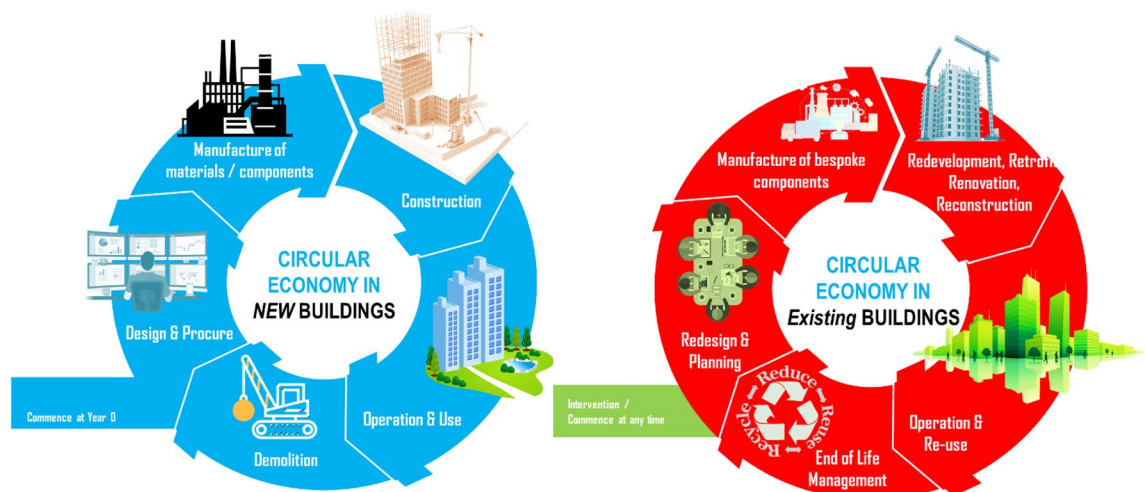 Manufacture of
materials / components
Construction
CIRCULAR
ECONOMY IN
NEW BUILDINGS
Design & Procure
Commence at Year 0
Operation & Use
Demolition
Manufacture of bespoke
components
Redevelopment, Retrofit,
Renovation,
Reconstruction
CIRCULAR
ECONOMY IN
Existing BUILDINGS
Redesign &
Planning
Intervention /
Commence at any time
Reduce
Reuse
Recycle
End of Life
Management
Operation &
Re-use